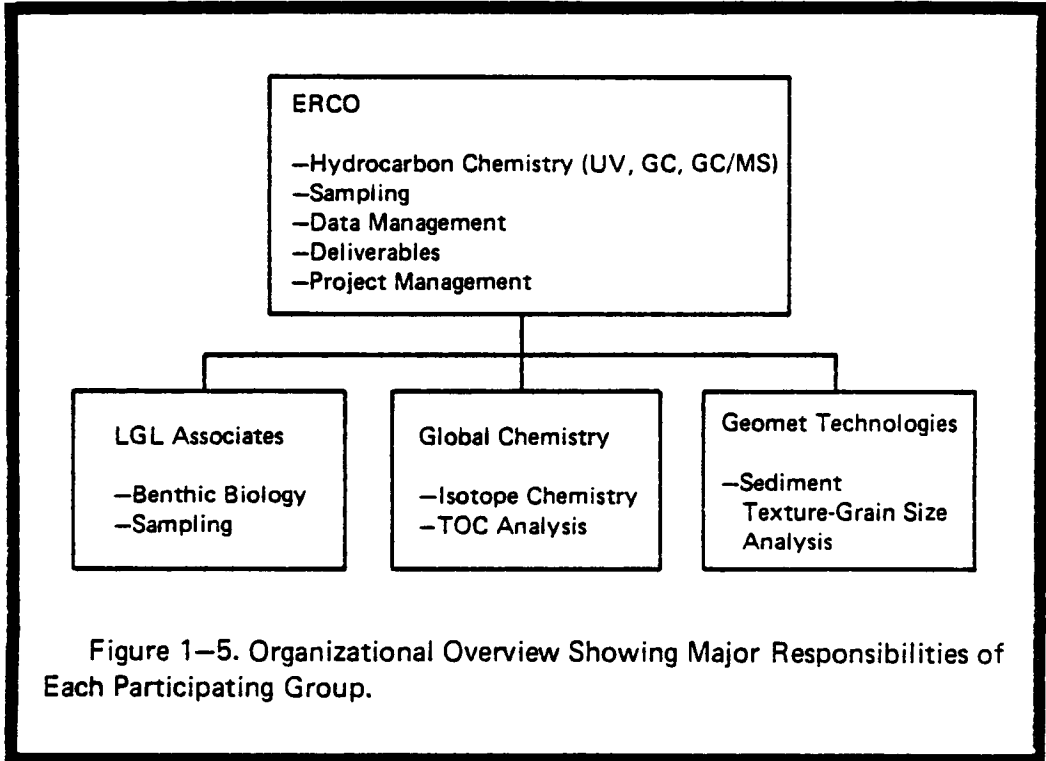 ERCO
—Hydrocarbon Chemistry (UV, GC, GC/MS)
—Sampling
—Data Management
—Deliverables
—Project Management
LGL Associates
—Benthic Biology
—Sampling
Global Chemistry
—Isotope Chemistry
—TOC Analysis
Geomet Technologies
—Sediment
Texture-Grain Size
Analysis
Figure 1—5. Organizational Overview Showing Major Responsibilities of
Each Participating Group.